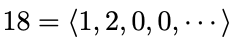 18 = ⟨1, 2, 0, 0, ⋯⟩